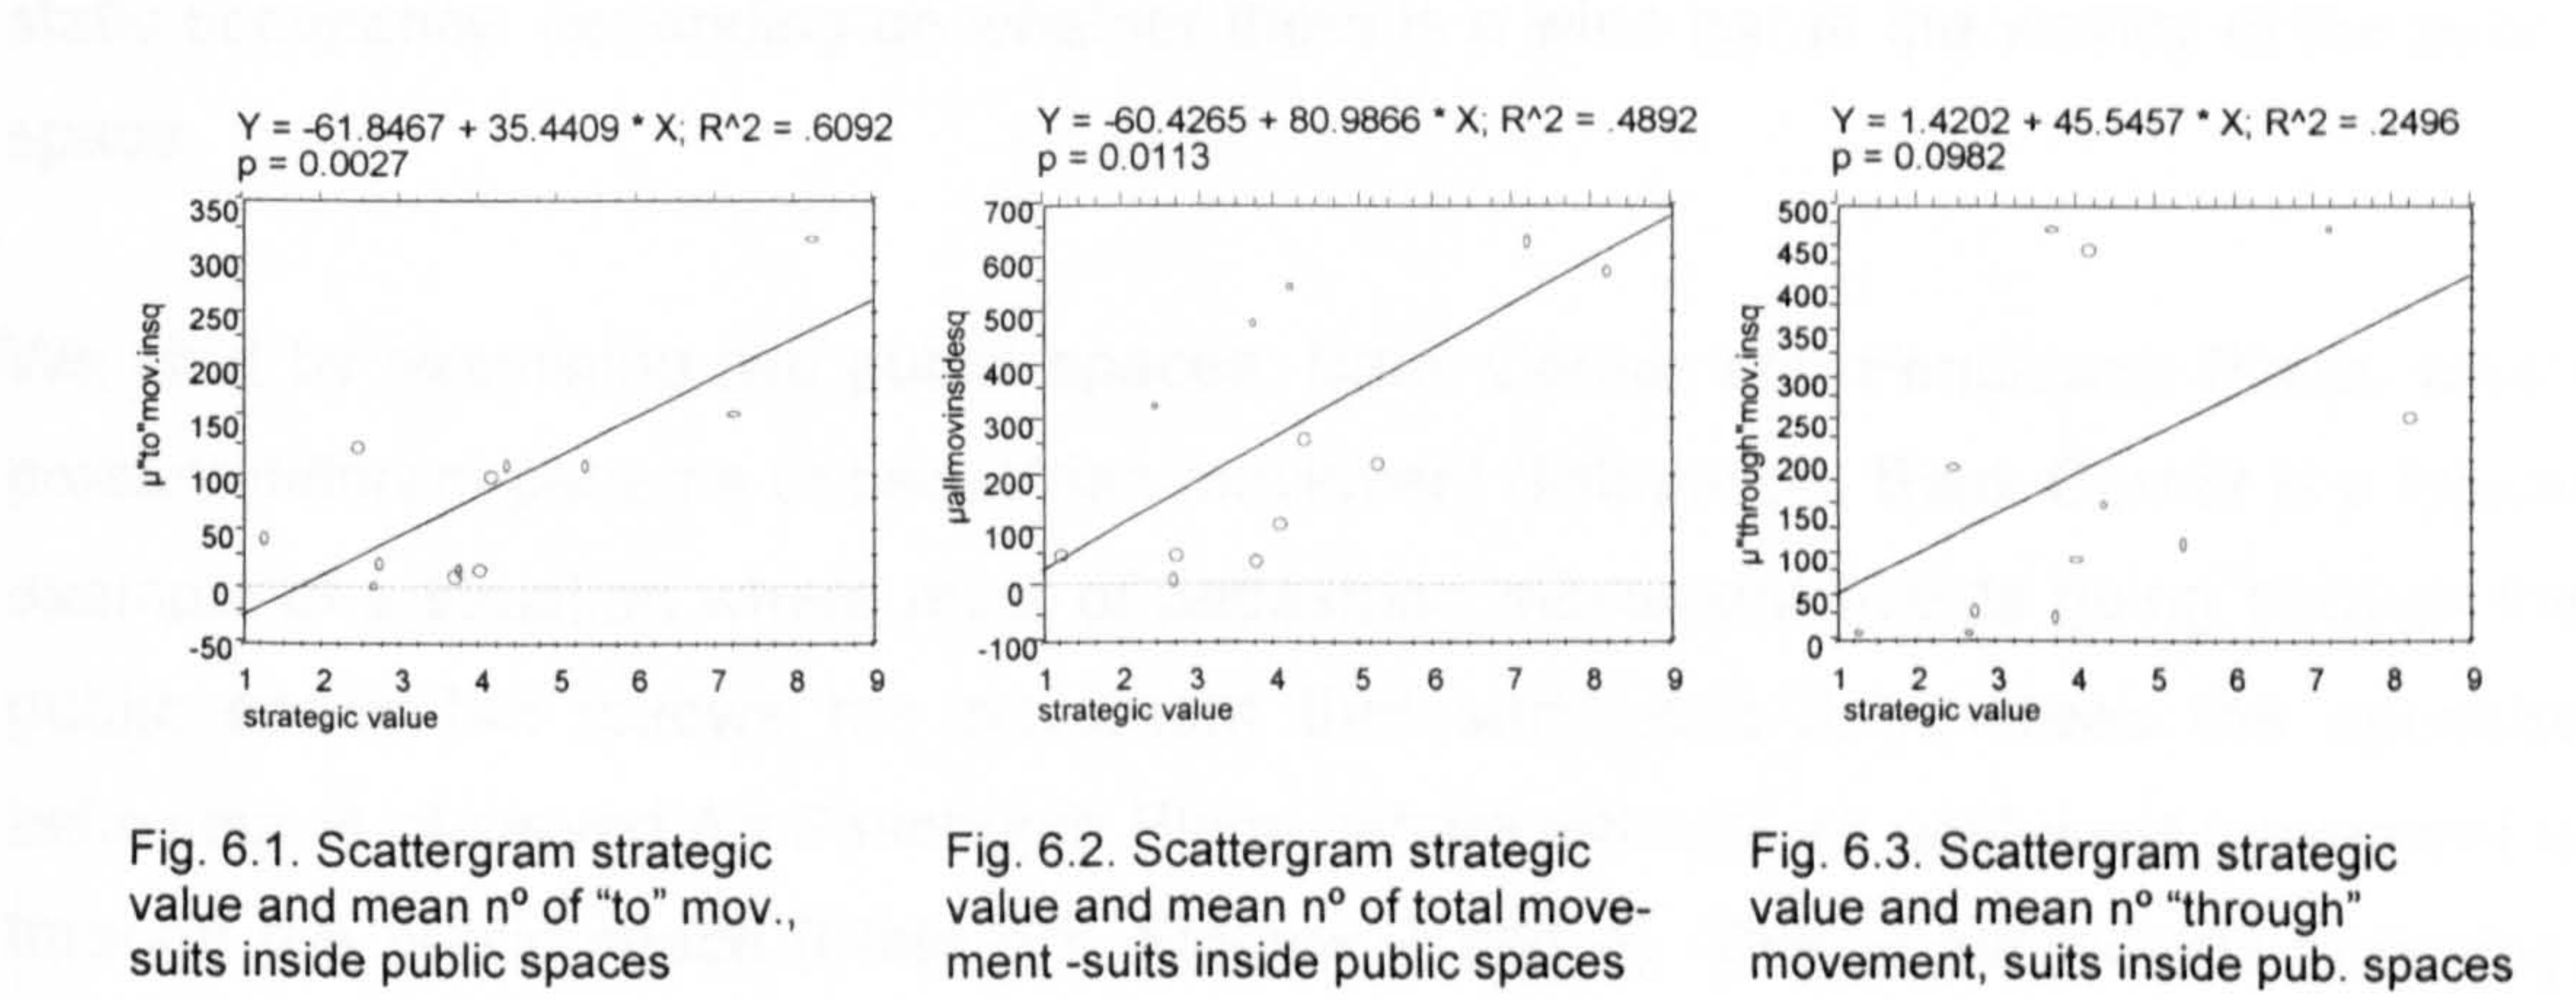 Y = -61.8467 + 35.4409 * X; R^2 = .6092
p = 0.0027
350
300
250
200
150
100
50
0
-50
µ"to"mov.insq
1 2 3 4 5 6 7 8 9
strategic value
Fig. 6.1. Scattergram strategic
value and mean nº of “to” mov.,
suits inside public spaces
Y = -60.4265 + 80.9866 * X; R^2 = .4892
p = 0.0113
700
600
500
400
300
200
100
0
-100
µallmovinsidesq
1 2 3 4 5 6 7 8 9
strategic value
Fig. 6.2. Scattergram strategic
value and mean nº of total move-
ment -suits inside public spaces
Y = 1.4202 + 45.5457 * X; R^2 = .2496
p = 0.0982
500
450
400
350
300
250
200
150
100
50
0
µ"through"mov.insq
1 2 3 4 5 6 7 8 9
strategic value
Fig. 6.3. Scattergram strategic
value and mean nº “through”
movement, suits inside pub. spaces